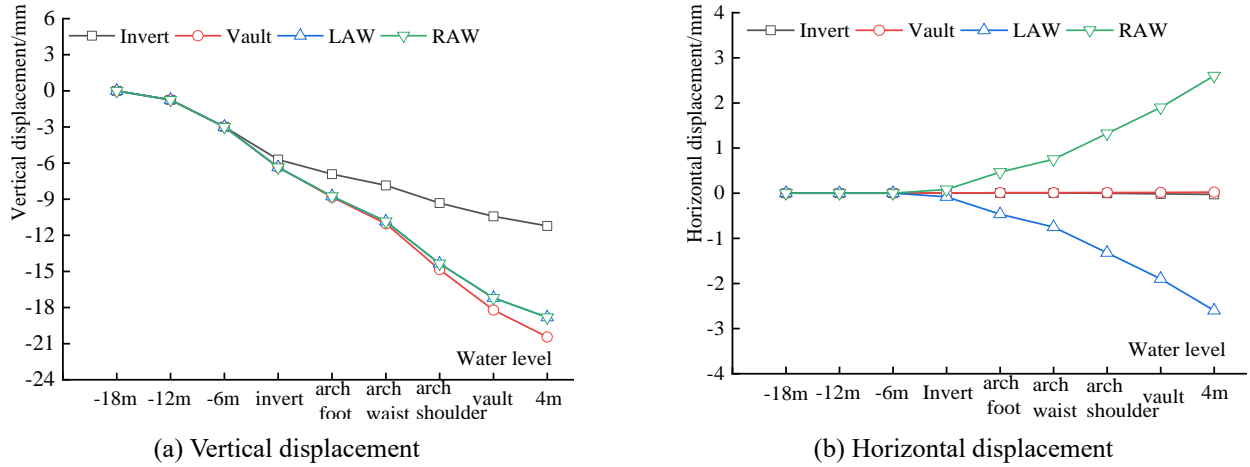 Invert Vault LAW RAW
Vertical displacement/mm
6
3
0
-3
-6
-9
-12
-15
-18
-21
-24
Water level
-18m -12m -6m invert arch foot arch waist arch shoulder vault 4m
(a) Vertical displacement
Invert Vault LAW RAW
Horizontal displacement/mm
4
3
2
1
0
-1
-2
-3
-4
Water level
-18m -12m -6m Invert arch foot arch waist arch shoulder vault 4m
(b) Horizontal displacement